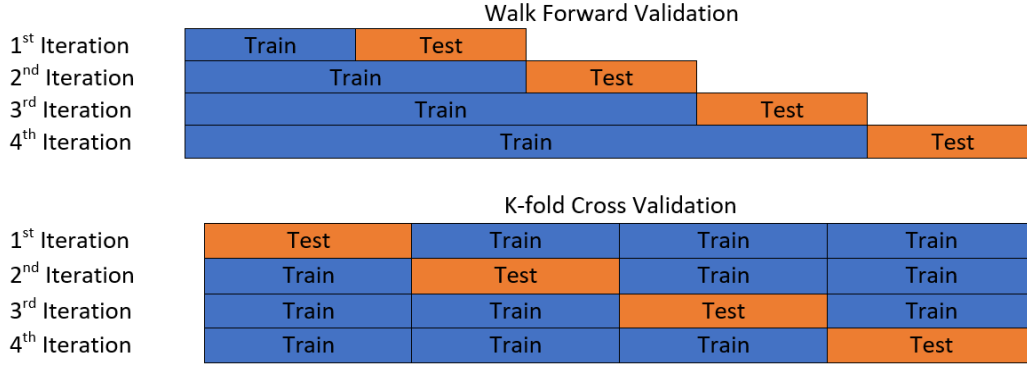 Walk Forward Validation
1st Iteration Train Test
2nd Iteration Train Test
3rd Iteration Train Test
4th Iteration Train Test
K-fold Cross Validation
1st Iteration Test Train Train Train
2nd Iteration Train Test Train Train
3rd Iteration Train Train Test Train
4th Iteration Train Train Train Test